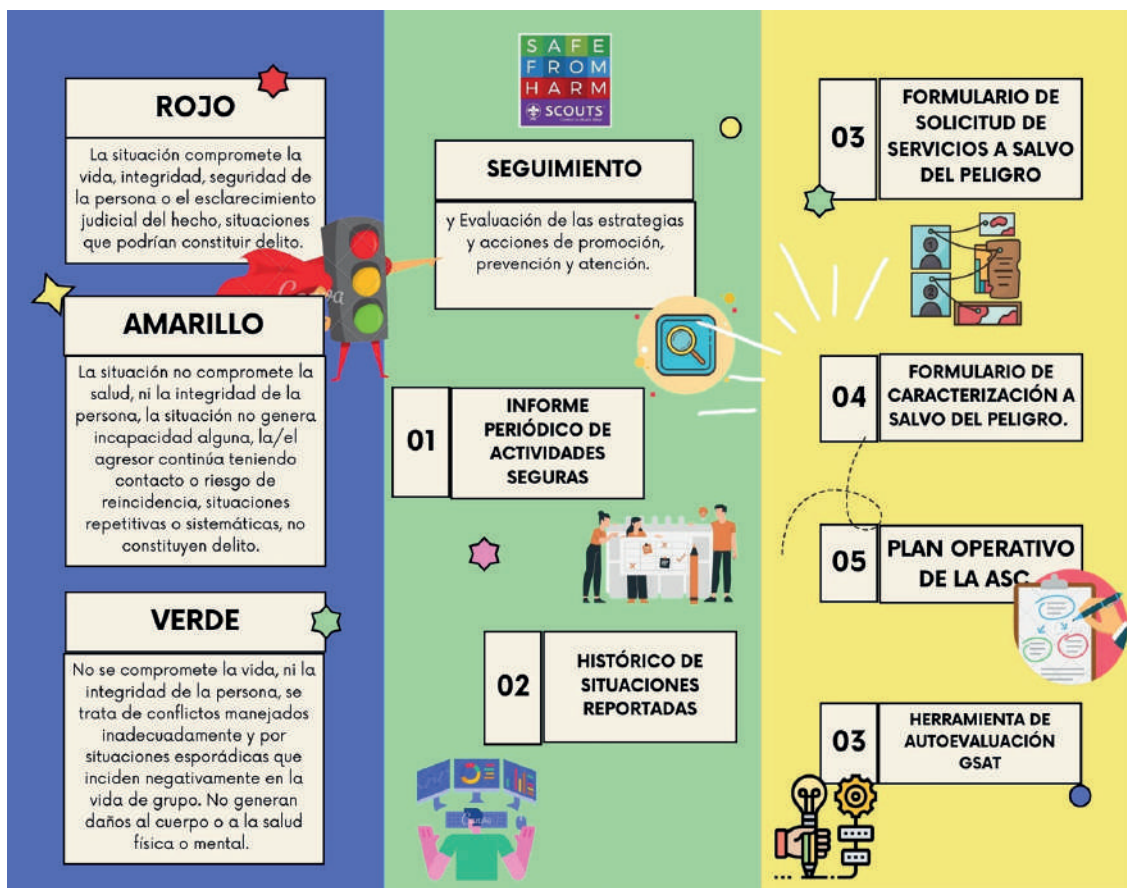 ROJO
La situación compromete la
vida, integridad, seguridad de
la persona o el esclarecimiento
judicial del hecho, situaciones
que podrían constituir delito.
AMARILLO
La situación no compromete la
salud, ni la integridad de la
persona, la situación no genera
incapacidad alguna, la/el
agresor continúa teniendo
contacto o riesgo de
reincidencia, situaciones
repetitivas o sistemáticas, no
constituyen delito.
VERDE
No se compromete la vida, ni la
integridad de la persona, se
trata de conflictos manejados
inadecuadamente y por
situaciones esporádicas que
inciden negativamente en la
vida de grupo. No generan
daños al cuerpo o a la salud
física o mental.
SAFE
FROM
HARM
SCOUTS
SEGUIMIENTO
y Evaluación de las estrategias
y acciones de promoción,
prevención y atención.
01
INFORME
PERIÓDICO DE
ACTIVIDADES
SEGURAS
02
HISTÓRICO DE
SITUACIONES
REPORTADAS
Canva
03
FORMULARIO DE
SOLICITUD DE
SERVICIOS A SALVO
DEL PELIGRO
1
2
04
FORMULARIO DE
CARACTERIZACIÓN A
SALVO DEL PELIGRO.
05
PLAN OPERATIVO
DE LA ASC
03
HERRAMIENTA DE
AUTOEVALUACIÓN
GSAT